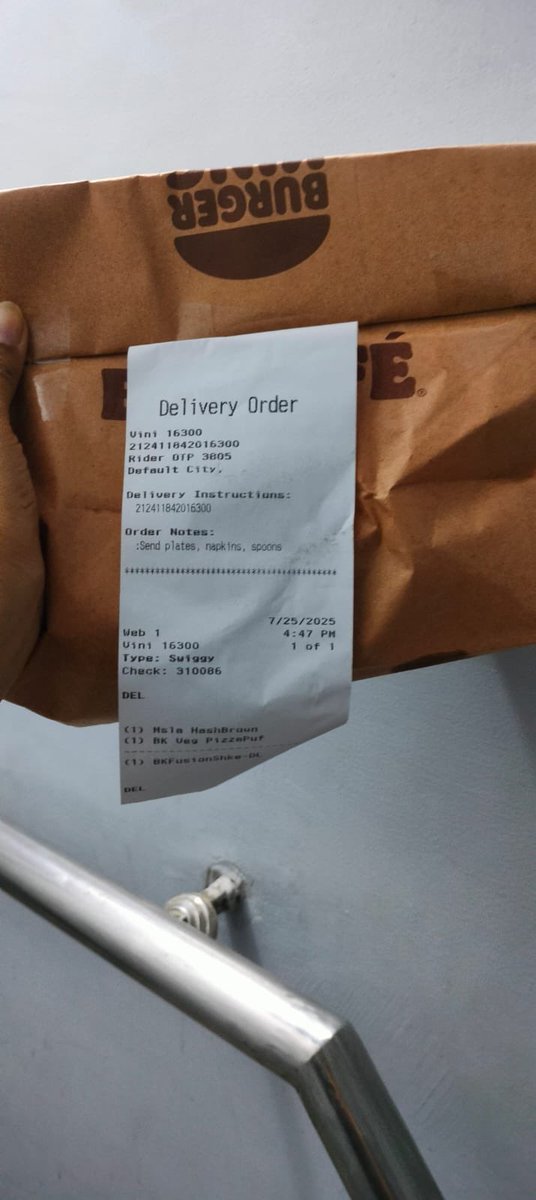 BURGER
KING
FÉ®
Delivery Order
Vini 16300
212411842016300
Rider OTP 3805
Default City,
Delivery Instructions:
212411842016300
Order Notes:
:Send plates, napkins, spoons
****************************************
7/25/2025
Web 1 4:47 PM
Vini 16300 1 of 1
Type: Swiggy
Check: 310086
DEL
(1) Msla HashBrown
(1) BK Veg PizzaPuf
--------------------------------
(1) BKFusionShke-DL
DEL